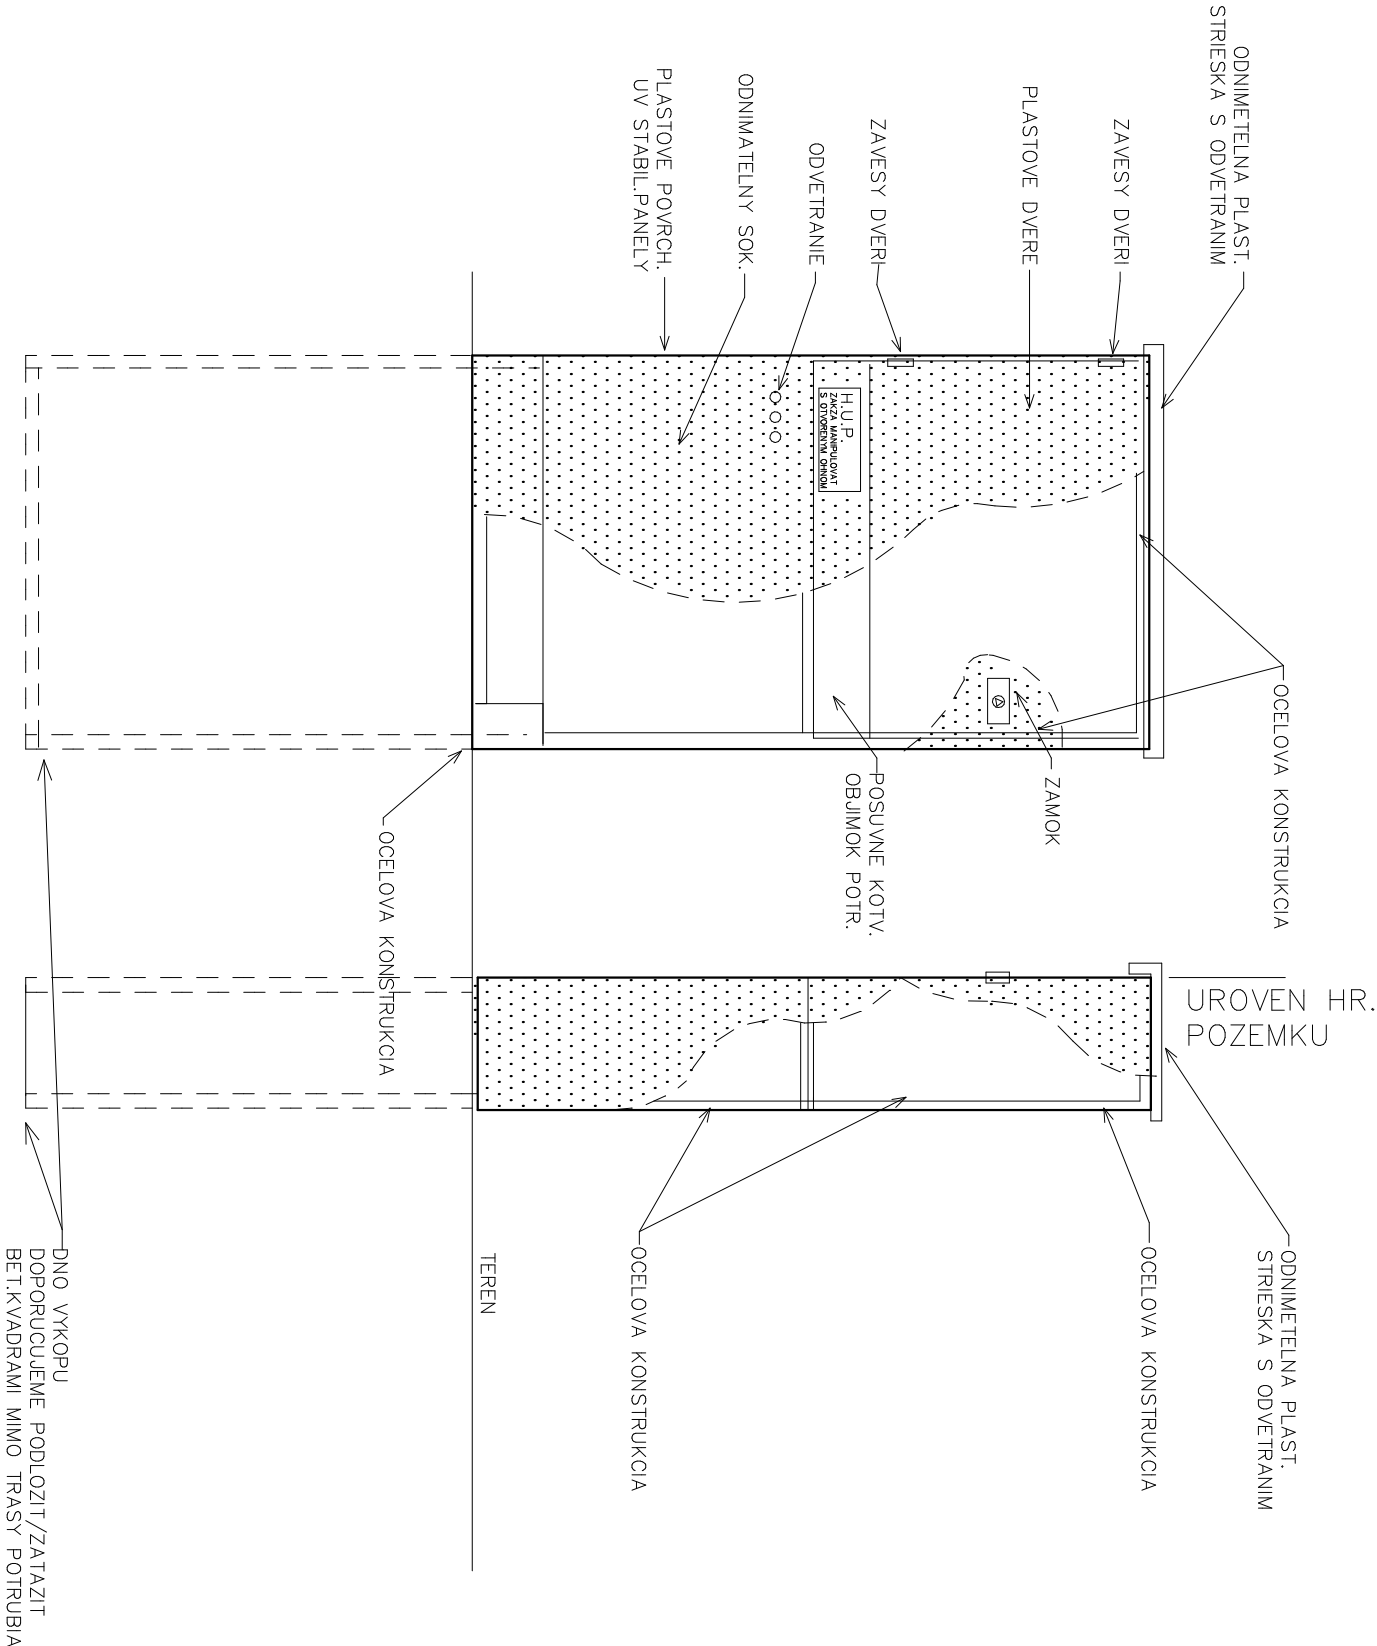 ODNIMETELNA PLAST.
STRIESKA S ODVETRANIM
ZAVESY DVERI
PLASTOVE DVERE
ZAVESY DVERI
ODVETRANIE
ODNIMATELNY SOK.
PLASTOVE POVRCH.
UV STABIL.PANELY
H.U.P.
ZAKZA MANIPULOVAT
S OTVORENYM OHNOM
OCELOVA KONSTRUKCIA
ZAMOK
POSUVNE KOTV.
OBJIMOK POTR.
OCELOVA KONSTRUKCIA
UROVEN HR.
POZEMKU
ODNIMETELNA PLAST.
STRIESKA S ODVETRANIM
OCELOVA KONSTRUKCIA
OCELOVA KONSTRUKCIA
TEREN
DNO VYKOPU
DOPORUCUJEME PODLOZIT/ZATAZIT
BET.KVADRAMI MIMO TRASY POTRUBIA